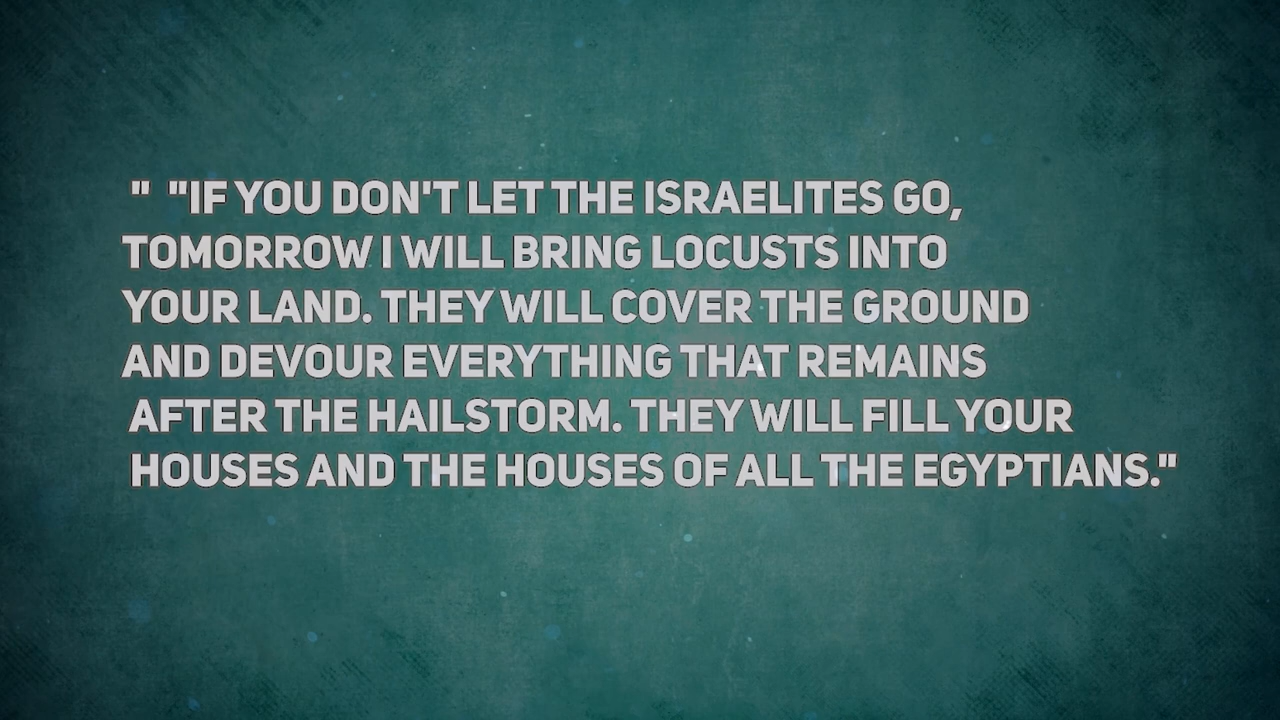 " "IF YOU DON'T LET THE ISRAELITES GO,
TOMORROW I WILL BRING LOCUSTS INTO
YOUR LAND. THEY WILL COVER THE GROUND
AND DEVOUR EVERYTHING THAT REMAINS
AFTER THE HAILSTORM. THEY WILL FILL YOUR
HOUSES AND THE HOUSES OF ALL THE EGYPTIANS."